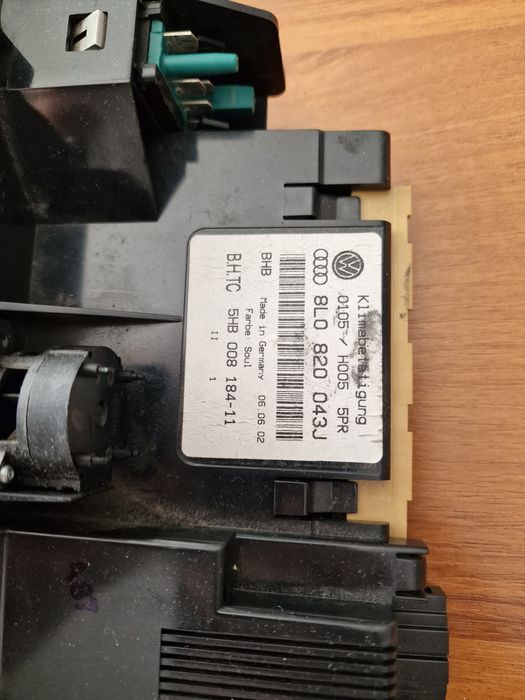 Klimabetätigung
0105 / H005 5PR
8L0 820 043J
BHB Made in Germany 06.06.02
Farbe: Soul
B.H.TC 5HB 008 184-11
II 1